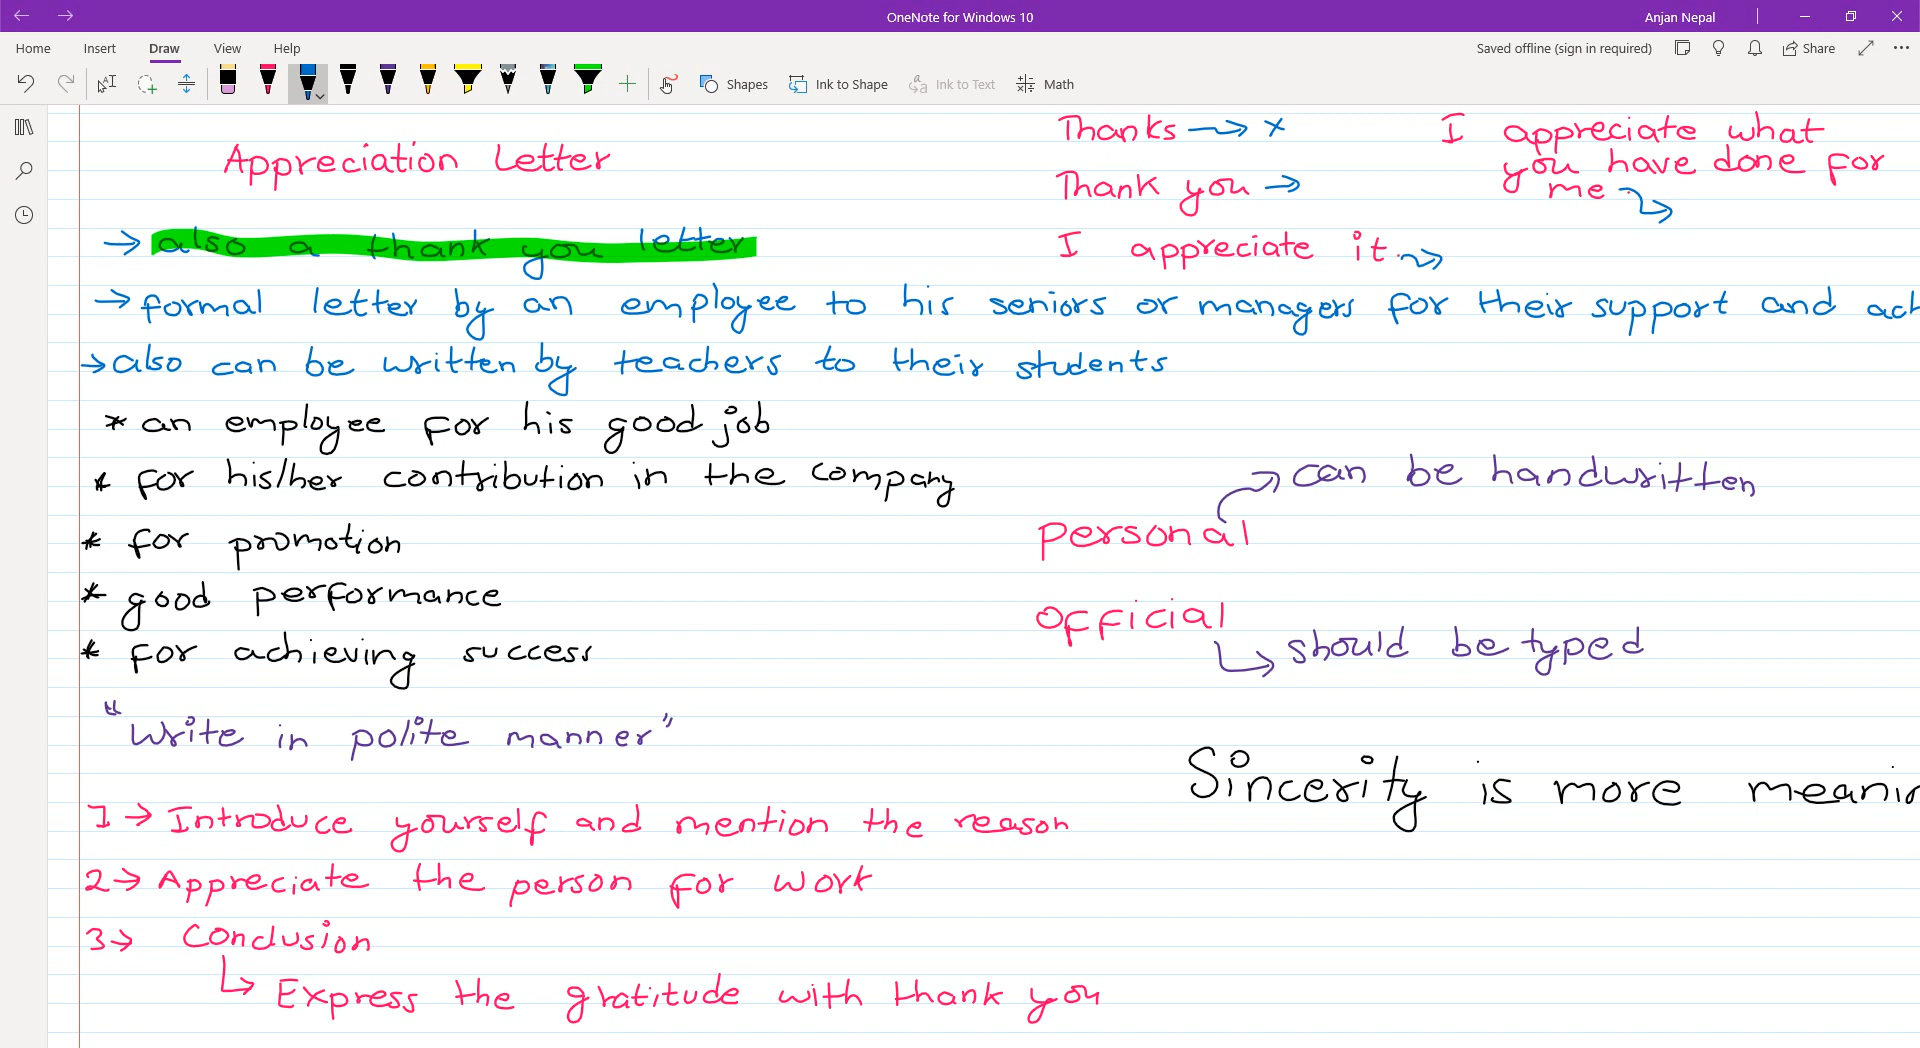 OneNote for Windows 10
Anjan Nepal
Home Insert Draw View Help
Saved offline (sign in required)
Share
Shapes
Ink to Shape
Ink to Text
Math
Appreciation Letter
→ also a thank you letter
Thanks → ×
Thank you →
I appreciate it. →
I appreciate what
you have done for
me →
→ formal letter by an employee to his seniors or managers for their support and ach
→ also can be written by teachers to their students
* an employee for his good job
* for his/her contribution in the company
* for promotion
* good performance
* for achieving success
Personal → can be handwritten
Official
↳ should be typed
"Write in polite manner"
Sincerity is more meanin
1 → Introduce yourself and mention the reason
2 → Appreciate the person for work
3 → Conclusion
↳ Express the gratitude with thank you